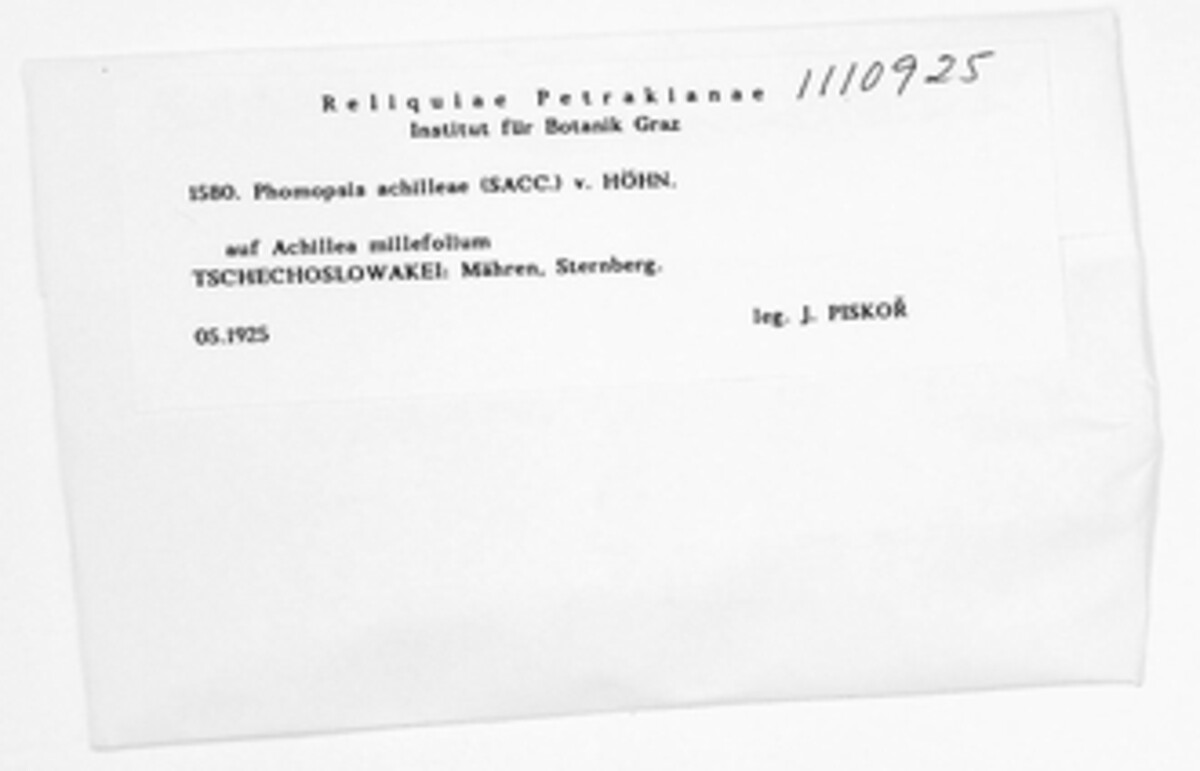 Reliquiae Petrakianae 1110925
Institut für Botanik Graz
1580. Phomopsis achilleae (SACC.) v. HÖHN.
auf Achillea millefolium
TSCHECHOSLOWAKEI: Mähren, Sternberg.
05.1925 leg. J. PISKOŘ